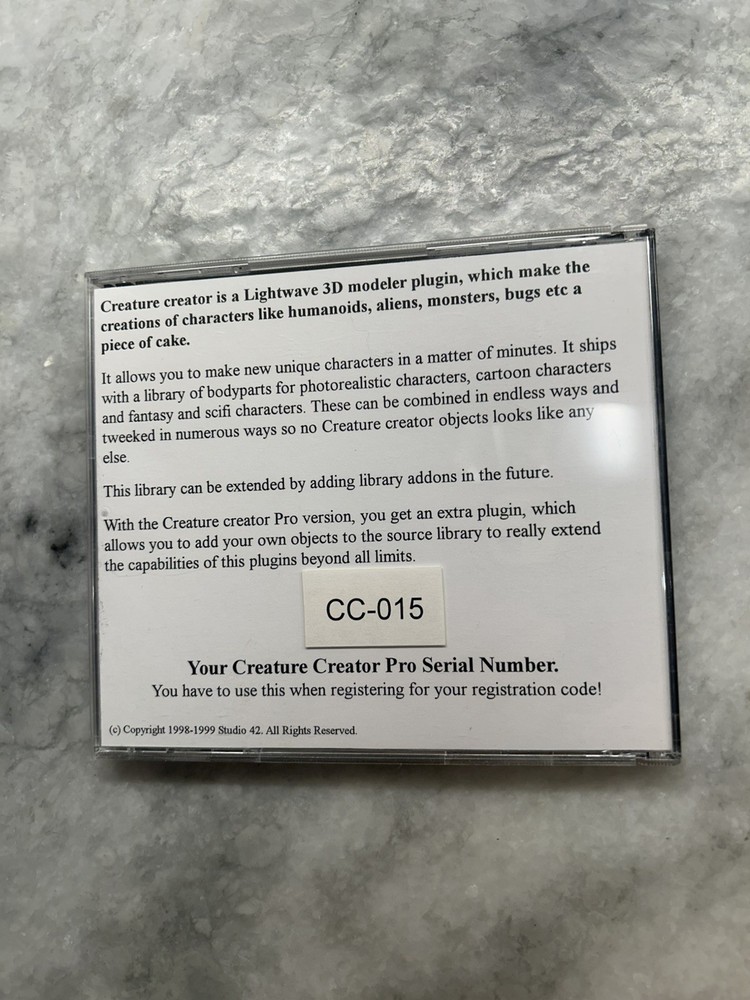 Creature creator is a Lightwave 3D modeler plugin, which make the
creations of characters like humanoids, aliens, monsters, bugs etc a
piece of cake.
It allows you to make new unique characters in a matter of minutes. It ships
with a library of bodyparts for photorealistic characters, cartoon characters
and fantasy and scifi characters. These can be combined in endless ways and
tweeked in numerous ways so no Creature creator objects looks like any
else.
This library can be extended by adding library addons in the future.
With the Creature creator Pro version, you get an extra plugin, which
allows you to add your own objects to the source library to really extend
the capabilities of this plugins beyond all limits.
CC-015
Your Creature Creator Pro Serial Number.
You have to use this when registering for your registration code!
(c) Copyright 1998-1999 Studio 42. All Rights Reserved.